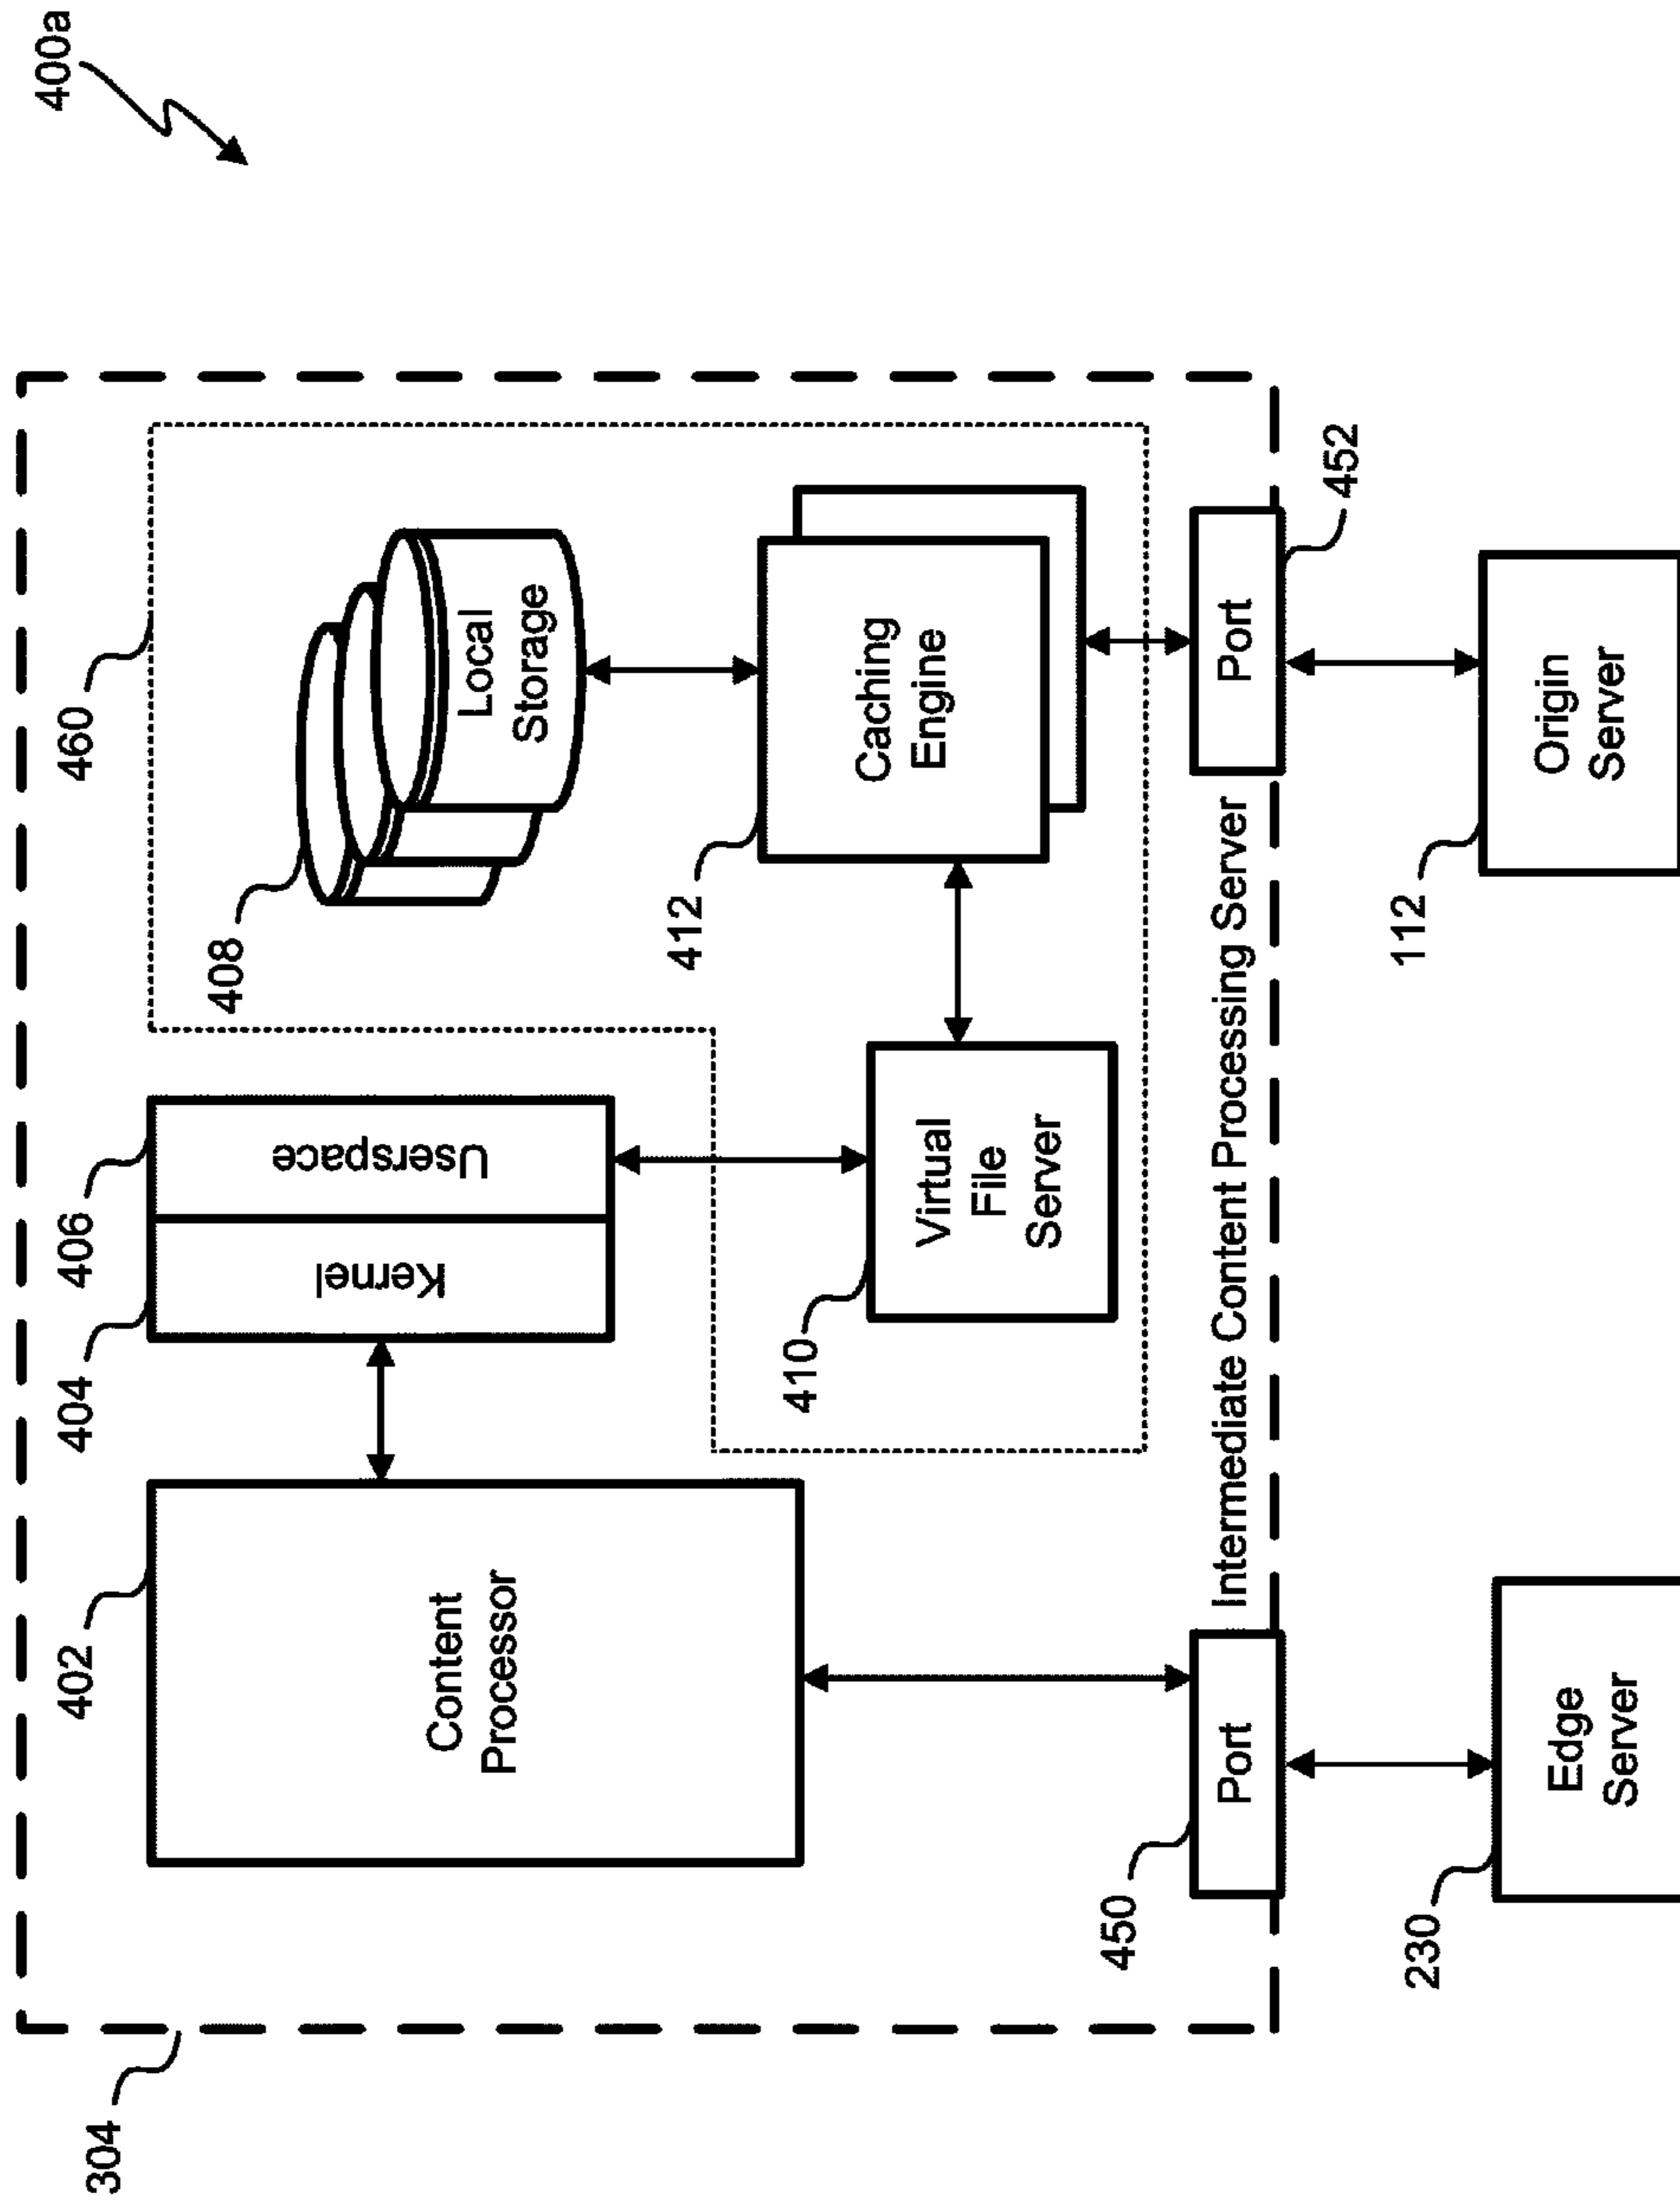 400a
304
402
Content
Processor
404
406
Kernel
Userspace
460
408
Local
Storage
410
Virtual
File
Server
412
Caching
Engine
450
Port
Intermediate Content Processing Server
Port
452
230
Edge
Server
112
Origin
Server